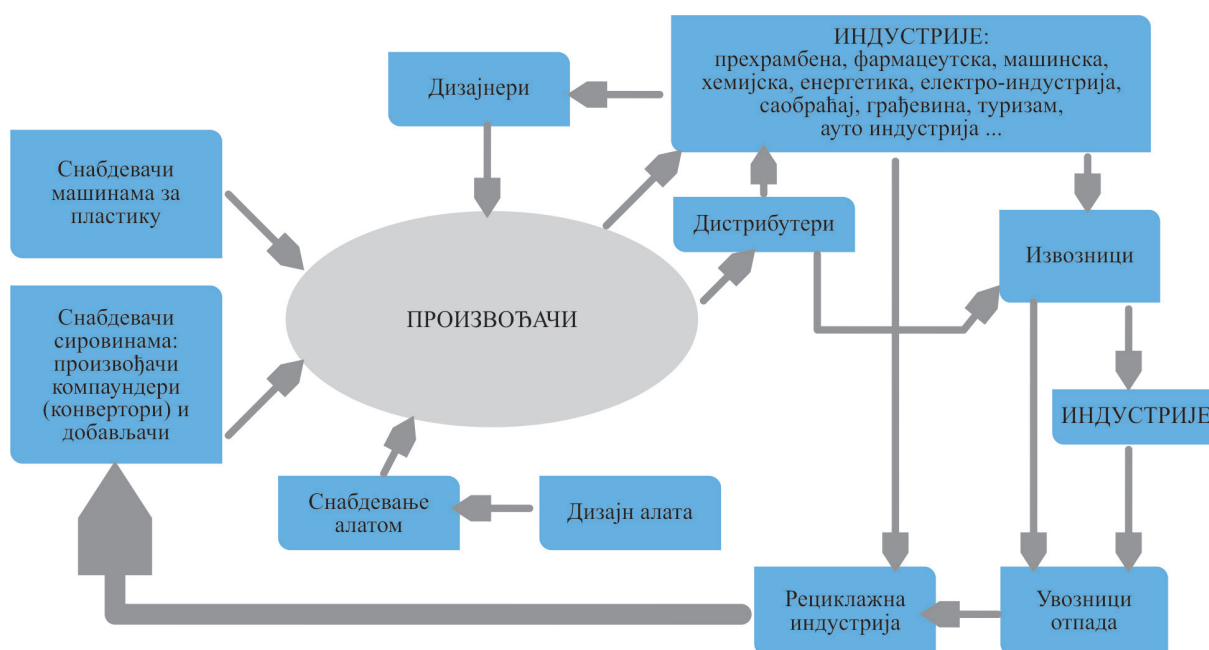 ИНДУСТРИЈЕ:
прехрамбена, фармацеутска, машинска,
хемијска, енергетика, електро-индустрија,
саобраћај, грађевина, туризам,
ауто индустрија ...
Дизајнери
Снабдевачи
машинама за
пластику
Дистрибутери
Извозници
ПРОИЗВОЂАЧИ
Снабдевачи
сировинама:
произвођачи
компаундери
(конвертори) и
добављачи
ИНДУСТРИЈЕ
Снабдевање
алатом
Дизајн алата
Рециклажна
индустрија
Увозници
отпада